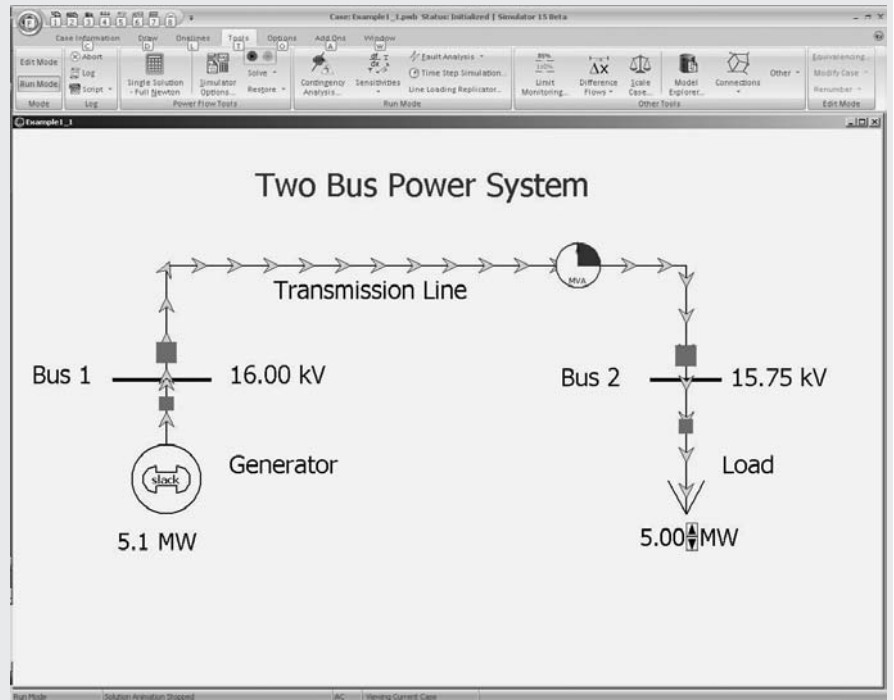 Case: Example1_1.pwb Status: Initialized | Simulator 15 Beta
Case Information Draw Onelines Tools Options Add Ons Window
Edit Mode
Run Mode
Mode
Abort
Log
Script
Log
Single Solution - Full Newton
Simulator Options...
Solve
Restore
Power Flow Tools
Contingency Analysis...
Sensitivities
Fault Analysis
Time Step Simulation...
Line Loading Replicator...
Run Mode
Limit Monitoring...
Difference Flows
Scale Case...
Model Explorer...
Connections
Other
Other Tools
Equivalencing...
Modify Case
Renumber
Edit Mode
Example1_1
Two Bus Power System
MVA
Transmission Line
Bus 1
16.00 kV
Bus 2
15.75 kV
slack
Generator
Load
5.1 MW
5.00 MW
Run Mode Solution Animation Stopped AC Viewing Current Case